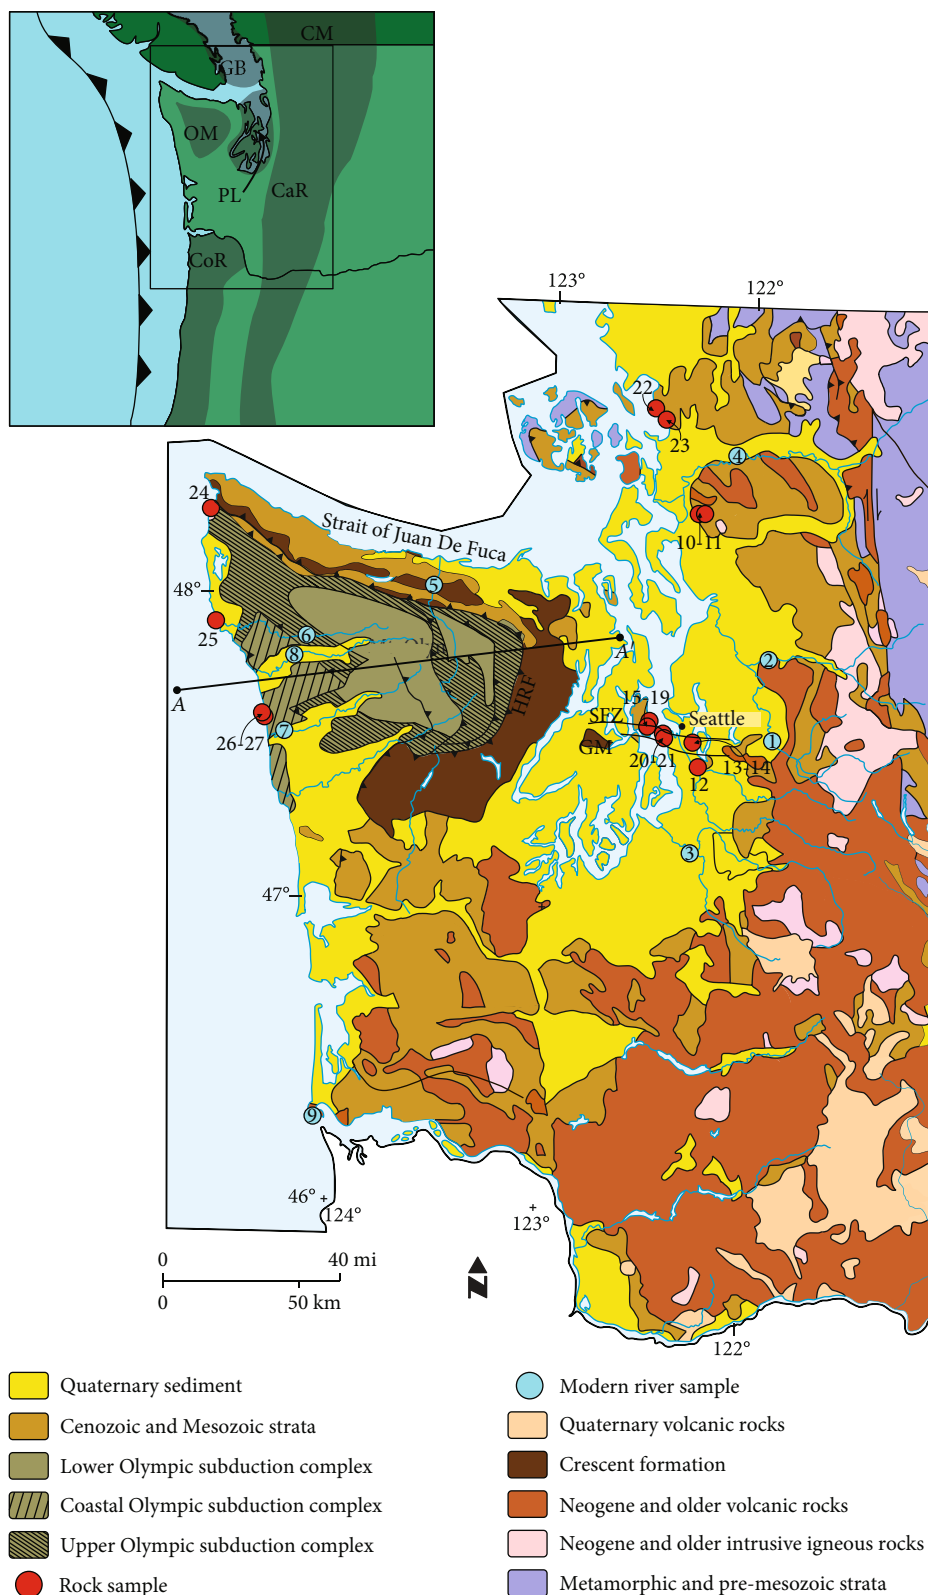 CM
GB
OM
PL
CaR
CoR
123°
122°
22
23
4
24
Strait of Juan De Fuca
10-11
5
48°
25
6
8
A'
2
A
HRF
15-19
SFZ
Seattle
26-27
7
GM
20-21
13-14
1
12
3
47°
9
46°
124°
123°
0
40 mi
0
50 km
N
122°
Quaternary sediment
Cenozoic and Mesozoic strata
Lower Olympic subduction complex
Coastal Olympic subduction complex
Upper Olympic subduction complex
Rock sample
Modern river sample
Quaternary volcanic rocks
Crescent formation
Neogene and older volcanic rocks
Neogene and older intrusive igneous rocks
Metamorphic and pre-mesozoic strata